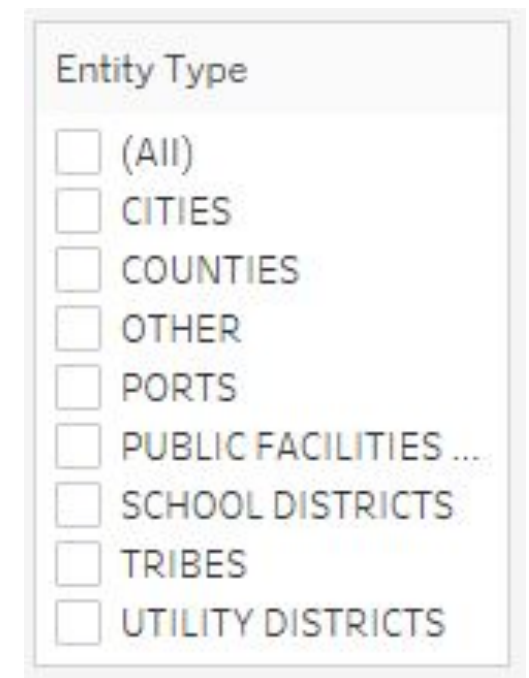 Entity Type
(All)
CITIES
COUNTIES
OTHER
PORTS
PUBLIC FACILITIES ...
SCHOOL DISTRICTS
TRIBES
UTILITY DISTRICTS